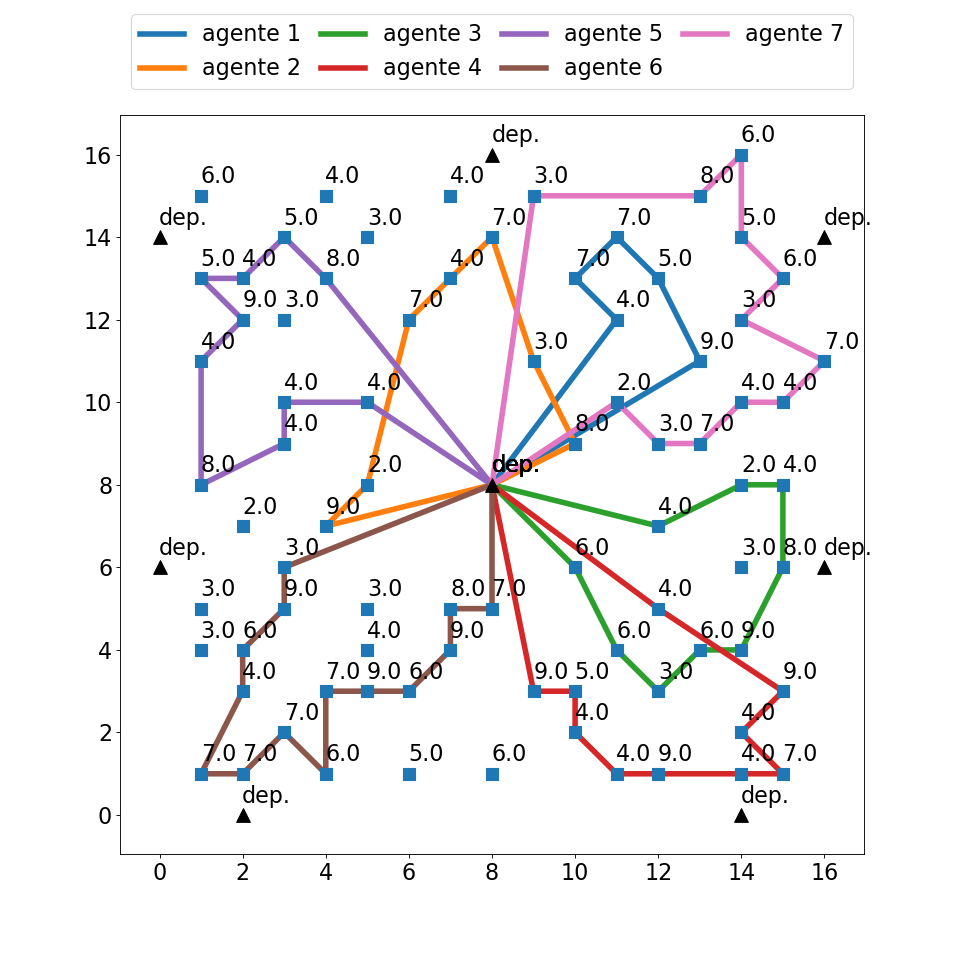 agente 1 agente 3 agente 5 agente 7
agente 2 agente 4 agente 6
dep.
6.0
16
6.0 4.0 4.0 3.0 8.0
dep. 5.0 3.0 7.0 7.0 5.0 dep.
14
5.0 4.0 8.0 4.0 7.0 5.0 6.0
9.0 3.0 7.0 4.0 3.0
12
4.0 3.0 9.0 7.0
4.0 4.0 2.0 4.0 4.0
10
4.0 8.0 3.0 7.0
8.0 2.0 dep. dep. 2.0 4.0
8
2.0 9.0 4.0
dep. 3.0 6.0 3.0 8.0 dep.
6
3.0 9.0 3.0 8.0 7.0 4.0
3.0 6.0 4.0 9.0 6.0 6.0 9.0
4
4.0 7.0 9.0 6.0 9.0 5.0 3.0 9.0
7.0 4.0 4.0
2
7.0 7.0 6.0 5.0 6.0 4.0 9.0 4.0 7.0
dep. dep.
0
0 2 4 6 8 10 12 14 16